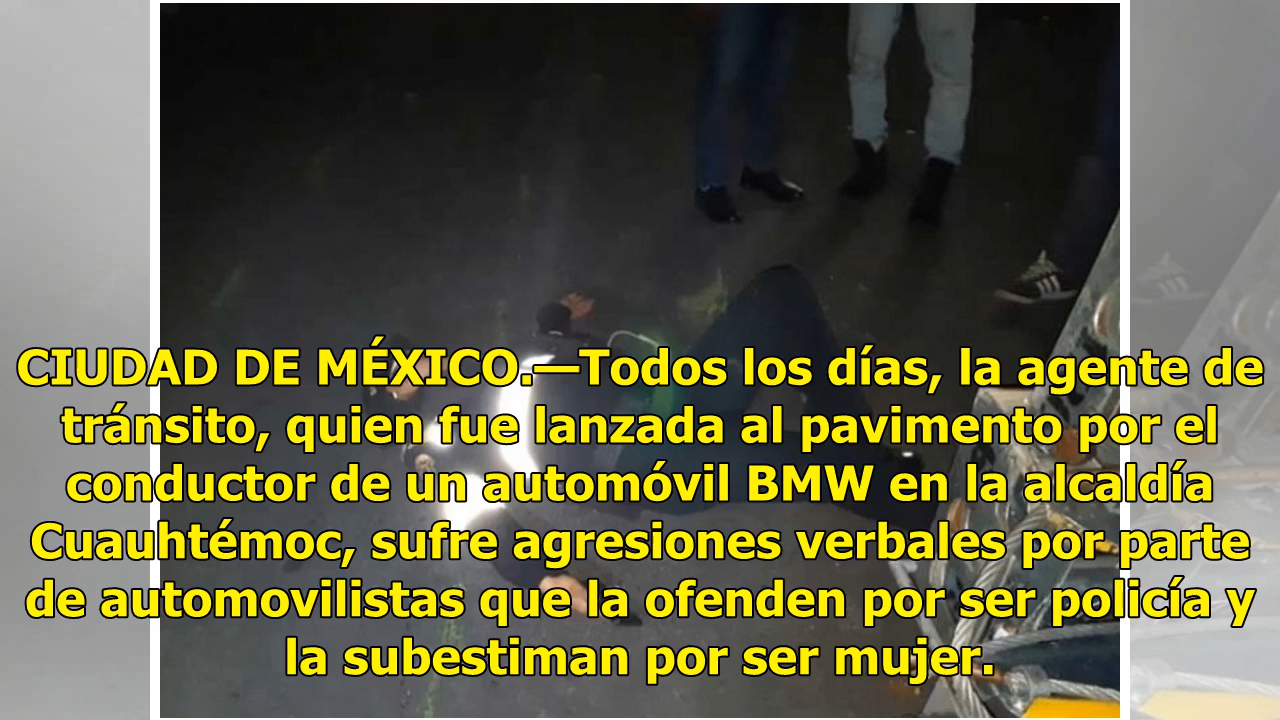 CIUDAD DE MÉXICO.—Todos los días, la agente de
tránsito, quien fue lanzada al pavimento por el
conductor de un automóvil BMW en la alcaldía
Cuauhtémoc, sufre agresiones verbales por parte
de automovilistas que la ofenden por ser policía y
la subestiman por ser mujer.